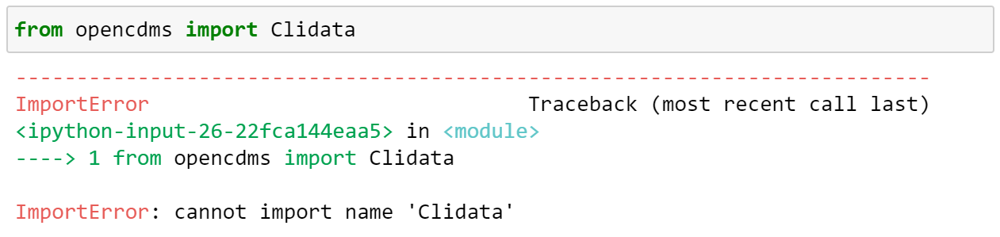 from opencdms import Clidata
---------------------------------------------------------------------------
ImportError                               Traceback (most recent call last)
<ipython-input-26-22fca144eaa5> in <module>
----> 1 from opencdms import Clidata

ImportError: cannot import name 'Clidata'